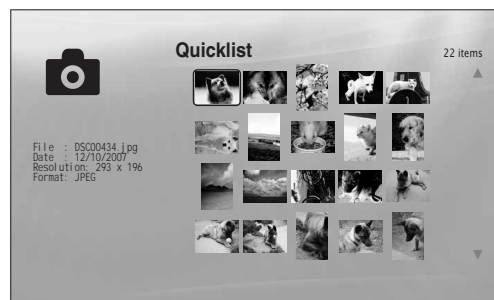 Quicklist
22 items
File : DSC00434.jpg
Date : 12/10/2007
Resolution: 293 x 196
Format: JPEG